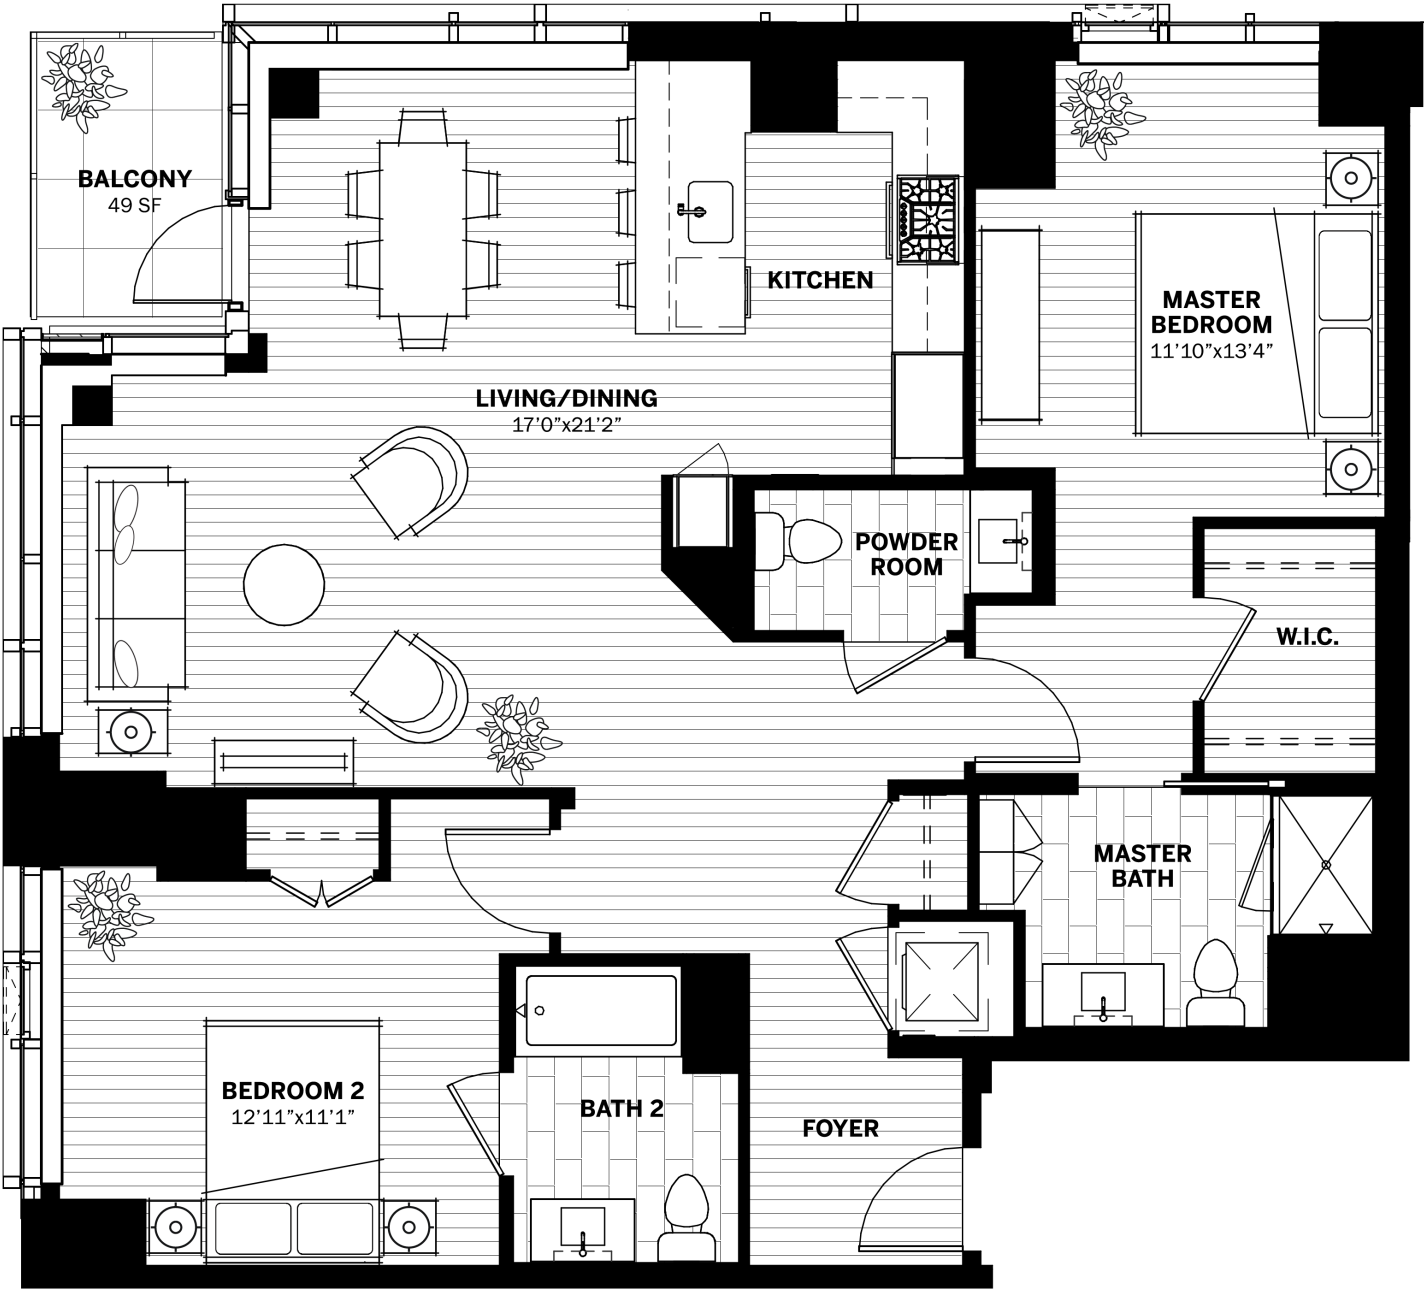 BALCONY
49 SF
KITCHEN
MASTER
BEDROOM
11’10”x13’4”
LIVING/DINING
17’0”x21’2”
POWDER
ROOM
W.I.C.
MASTER
BATH
BEDROOM 2
12’11”x11’1”
BATH 2
FOYER